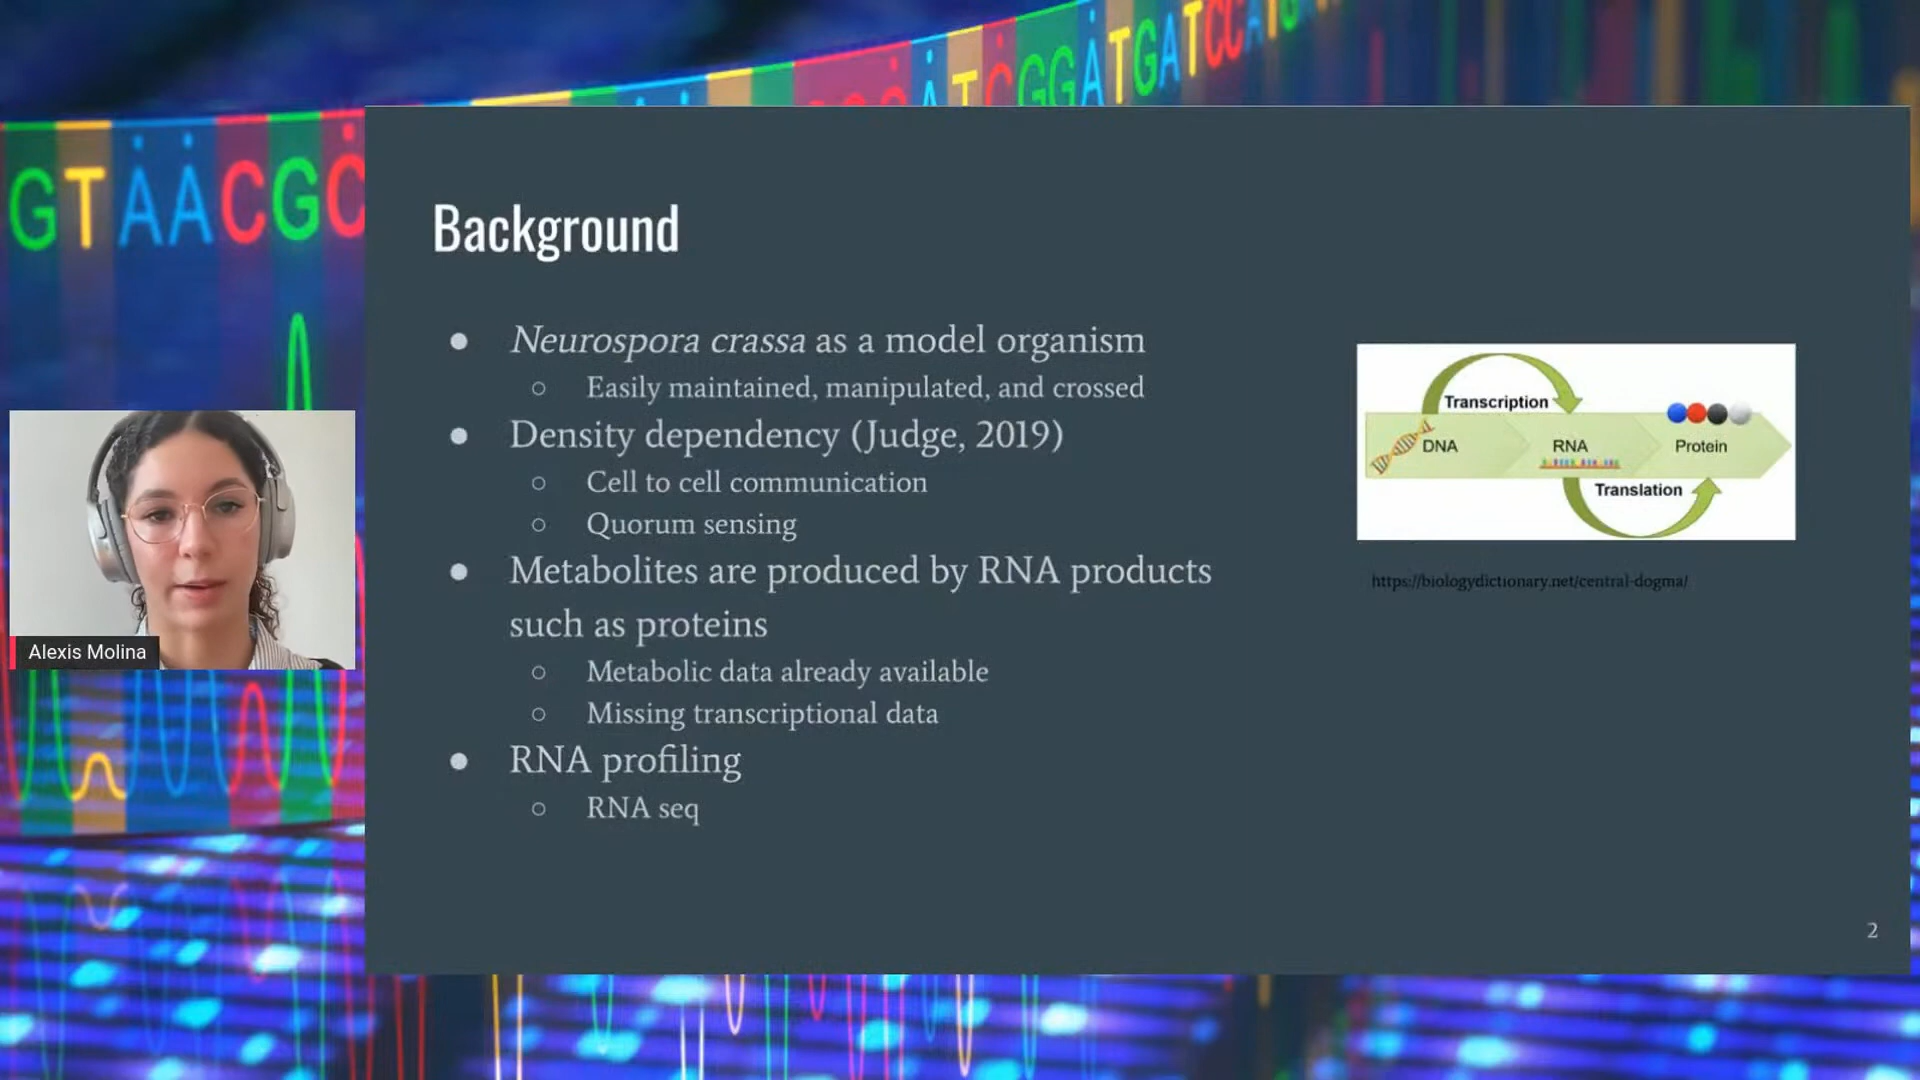 GTAACGC
ATCGGATGATCC
Background
● Neurospora crassa as a model organism
○ Easily maintained, manipulated, and crossed
● Density dependency (Judge, 2019)
○ Cell to cell communication
○ Quorum sensing
● Metabolites are produced by RNA products
such as proteins
○ Metabolic data already available
○ Missing transcriptional data
● RNA profiling
○ RNA seq
Transcription
DNA
RNA
Protein
Translation
https://biologydictionary.net/central-dogma/
Alexis Molina
2